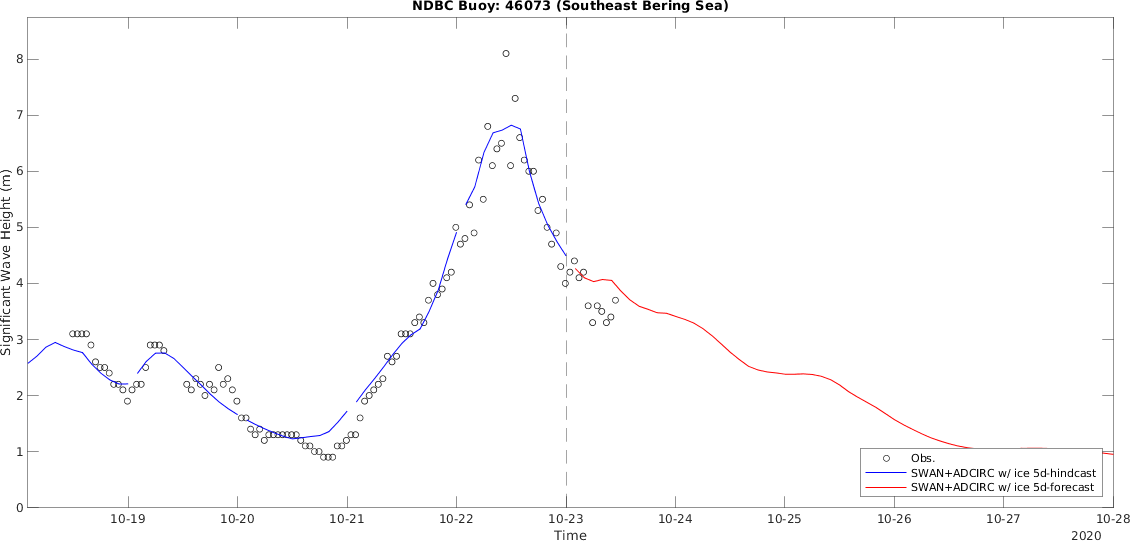 NDBC Buoy: 46073 (Southeast Bering Sea)
Significant Wave Height (m)
8
7
6
5
4
3
2
1
0
Obs.
SWAN+ADCIRC w/ ice 5d-hindcast
SWAN+ADCIRC w/ ice 5d-forecast
10-19 10-20 10-21 10-22 10-23 10-24 10-25 10-26 10-27 10-28
Time
2020